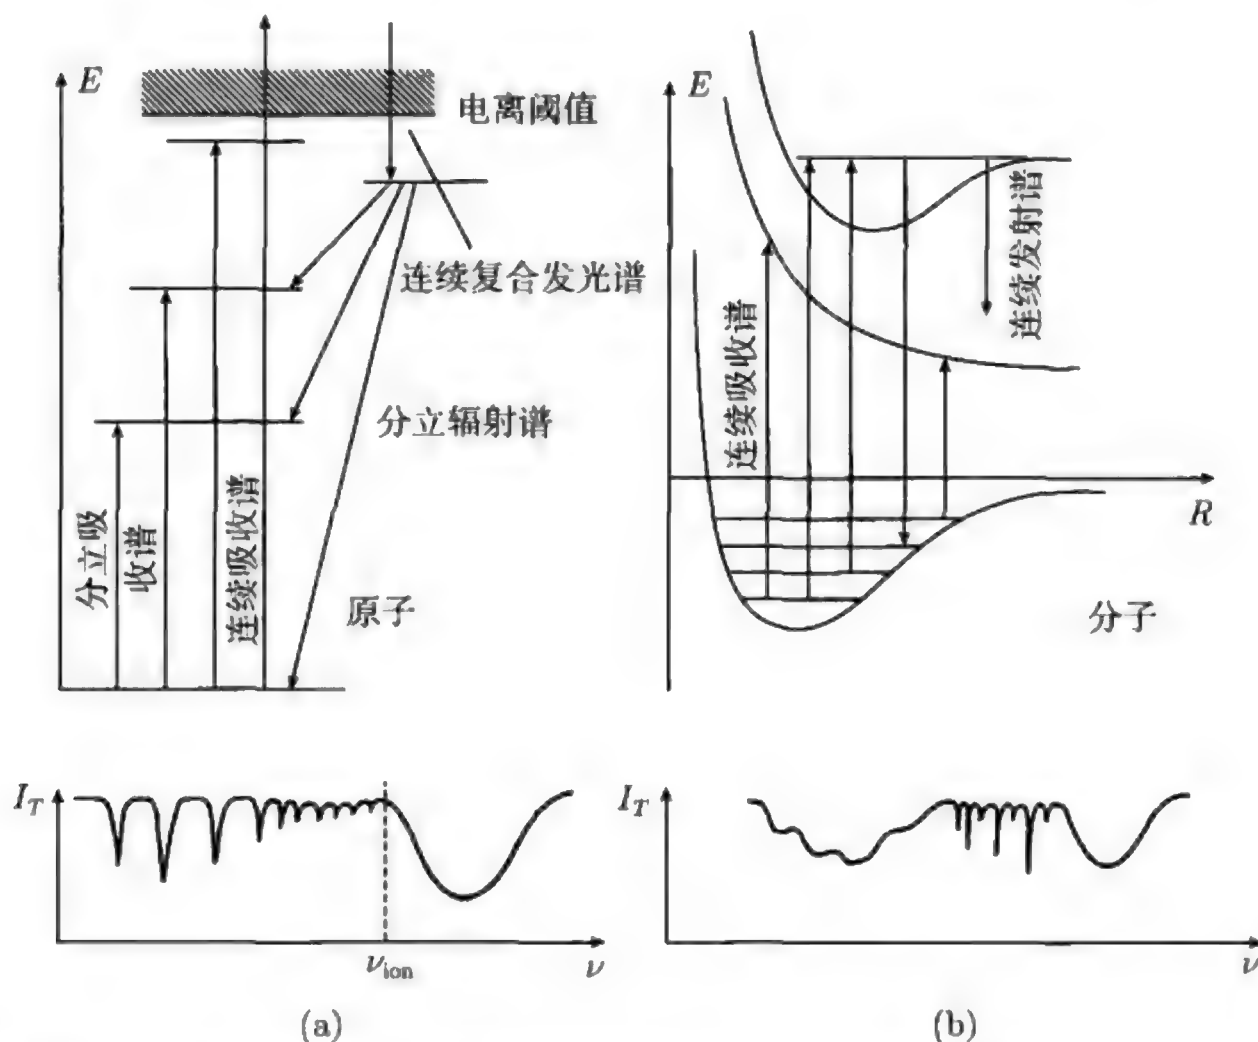 E
电离阈值
连续复合发光谱
分立辐射谱
分立吸
收谱
连续吸收谱
原子
E
连续发射谱
连续吸收谱
R
分子
I_T
ν_ion
ν
(a)
I_T
ν
(b)